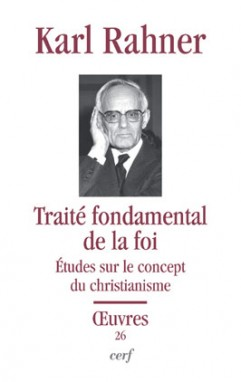 Karl Rahner
Traité fondamental
de la foi
Études sur le concept
du christianisme
Œuvres
26
cerf